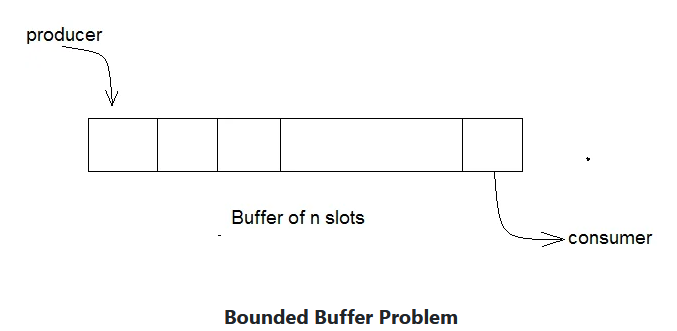 producer
Buffer of n slots
consumer
Bounded Buffer Problem